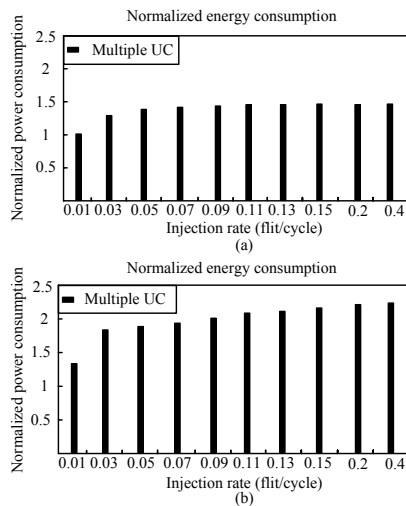 Normalized energy consumption
Normalized power consumption
2.5
2
1.5
1
0.5
Multiple UC
0.01 0.03 0.05 0.07 0.09 0.11 0.13 0.15 0.2 0.4
Injection rate (flit/cycle)
(a)
Normalized energy consumption
Normalized power consumption
2.5
2
1.5
1
0.5
Multiple UC
0.01 0.03 0.05 0.07 0.09 0.11 0.13 0.15 0.2 0.4
Injection rate (flit/cycle)
(b)